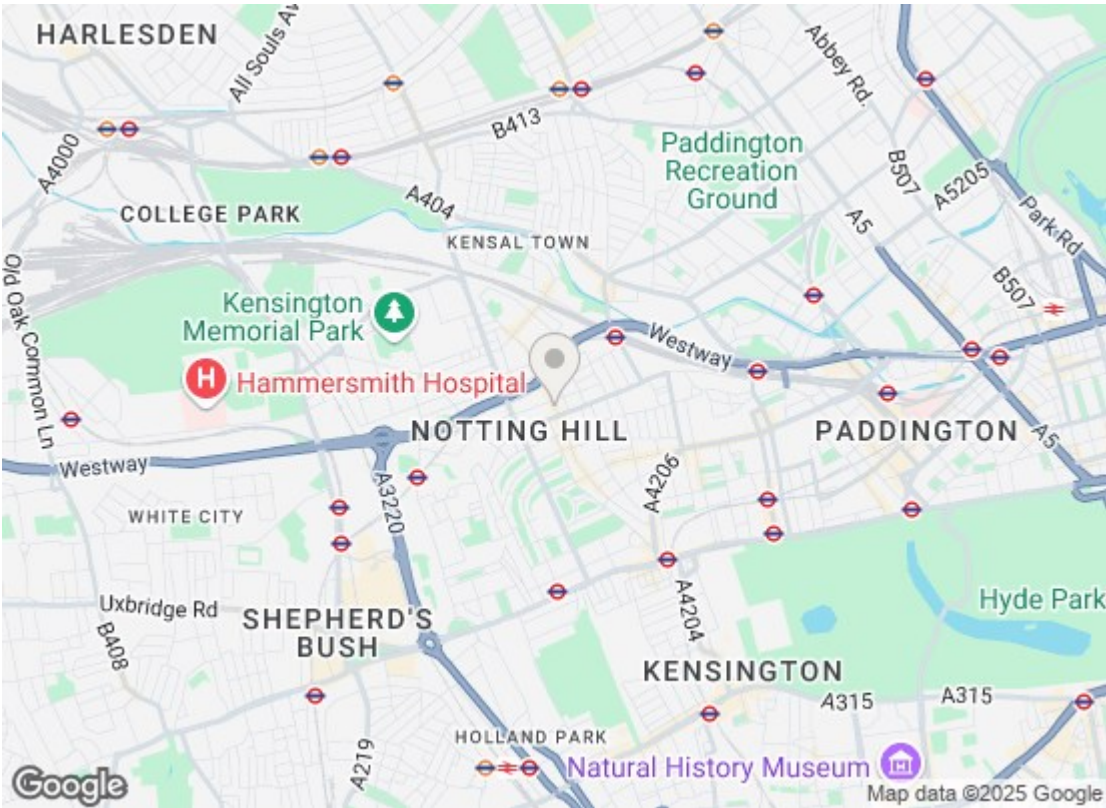 HARLESDEN
All Souls Av
Abbey Rd.
B413
A4000
Paddington
Recreation
Ground
B507
A5205
A404
COLLEGE PARK
A5
Park Rd
KENSAL TOWN
Old Oak Common Ln
B507
Kensington
Memorial Park
Westway
H
Hammersmith Hospital
NOTTING HILL
PADDINGTON
A5
Westway
A3220
A4206
WHITE CITY
Uxbridge Rd
Hyde Park
SHEPHERD'S
BUSH
B408
A4204
KENSINGTON
A315
A315
A219
HOLLAND PARK
Natural History Museum
Google
Map data ©2025 Google